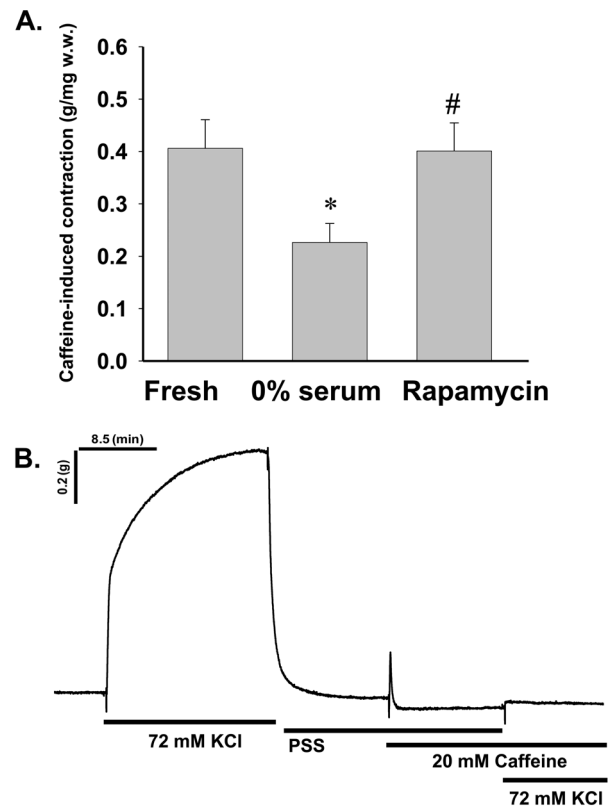 A.
Caffeine-induced contraction (g/mg w.w.)
0.6
0.5
0.4
0.3
0.2
0.1
0.0
*
#
Fresh
0% serum
Rapamycin
B.
8.5 (min)
0.2 (g)
72 mM KCl
PSS
20 mM Caffeine
72 mM KCl